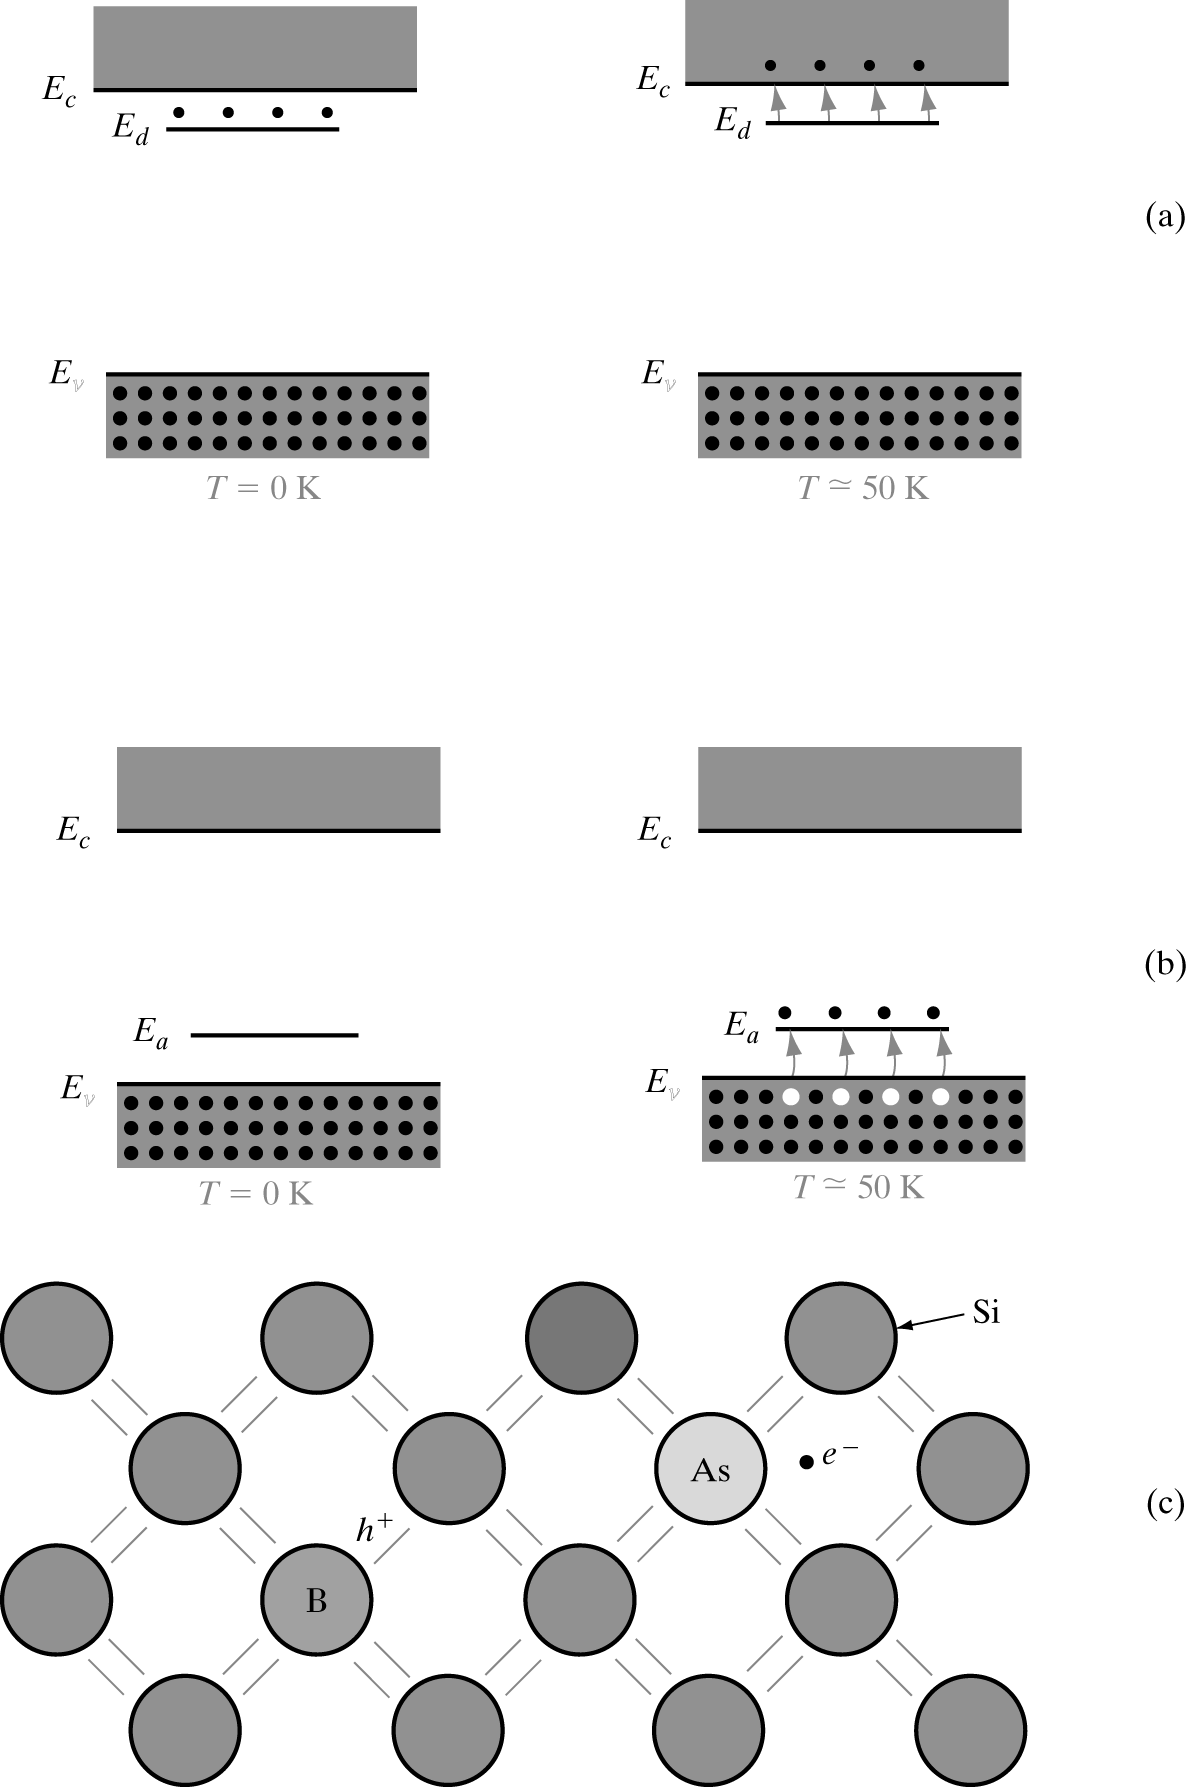 E_c
E_d
E_c
E_d
(a)
E_v
E_v
T = 0 K
T ≃ 50 K
E_c
E_c
(b)
E_a
E_a
E_v
E_v
T = 0 K
T ≃ 50 K
Si
As
e⁻
(c)
h⁺
B